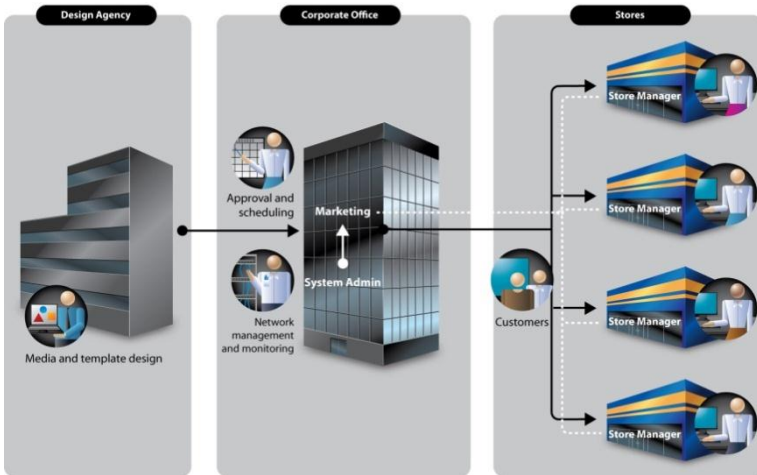 Design Agency
Corporate Office
Stores
Media and template design
Approval and
scheduling
Marketing
System Admin
Network
management
and monitoring
Customers
Store Manager
Store Manager
Store Manager
Store Manager